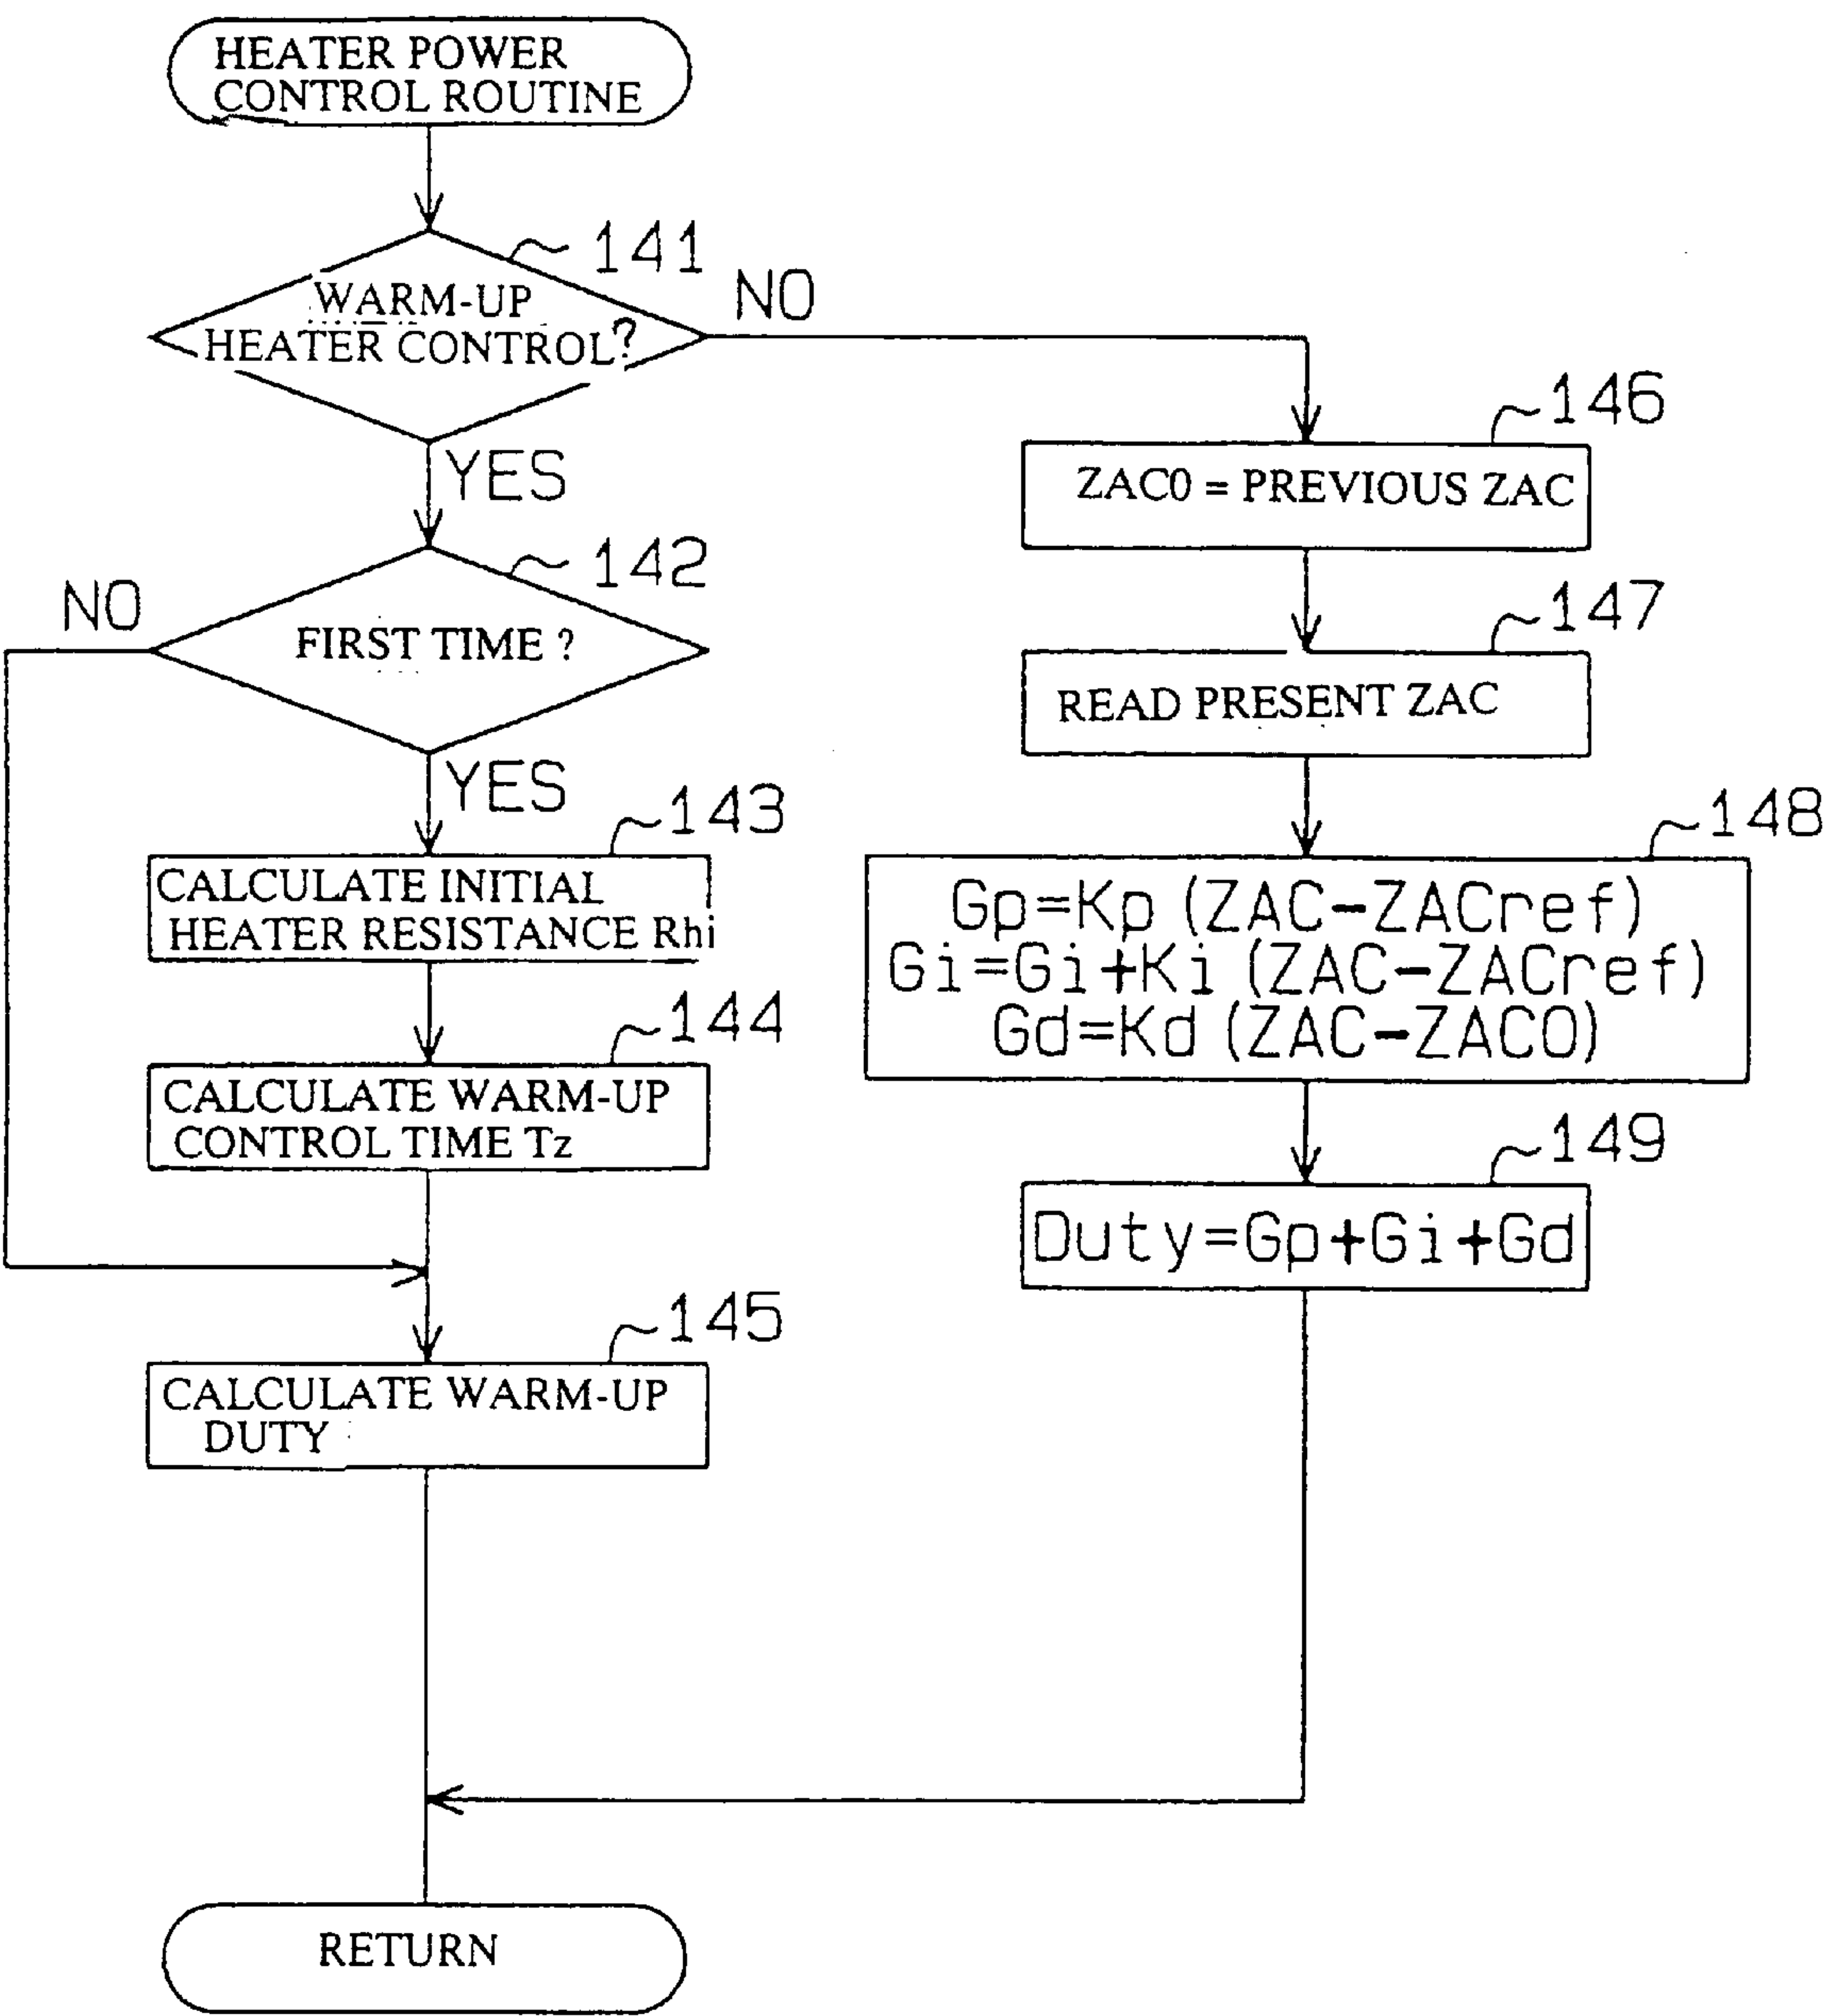 HEATER POWER
CONTROL ROUTINE
141
WARM-UP
HEATER CONTROL?
NO
YES
142
FIRST TIME ?
NO
YES
143
CALCULATE INITIAL
HEATER RESISTANCE Rhi
144
CALCULATE WARM-UP
CONTROL TIME Tz
145
CALCULATE WARM-UP
DUTY
146
ZAC0 = PREVIOUS ZAC
147
READ PRESENT ZAC
148
Gp=Kp (ZAC-ZACref)
Gi=Gi+Ki (ZAC-ZACref)
Gd=Kd (ZAC-ZAC0)
149
Duty=Gp+Gi+Gd
RETURN